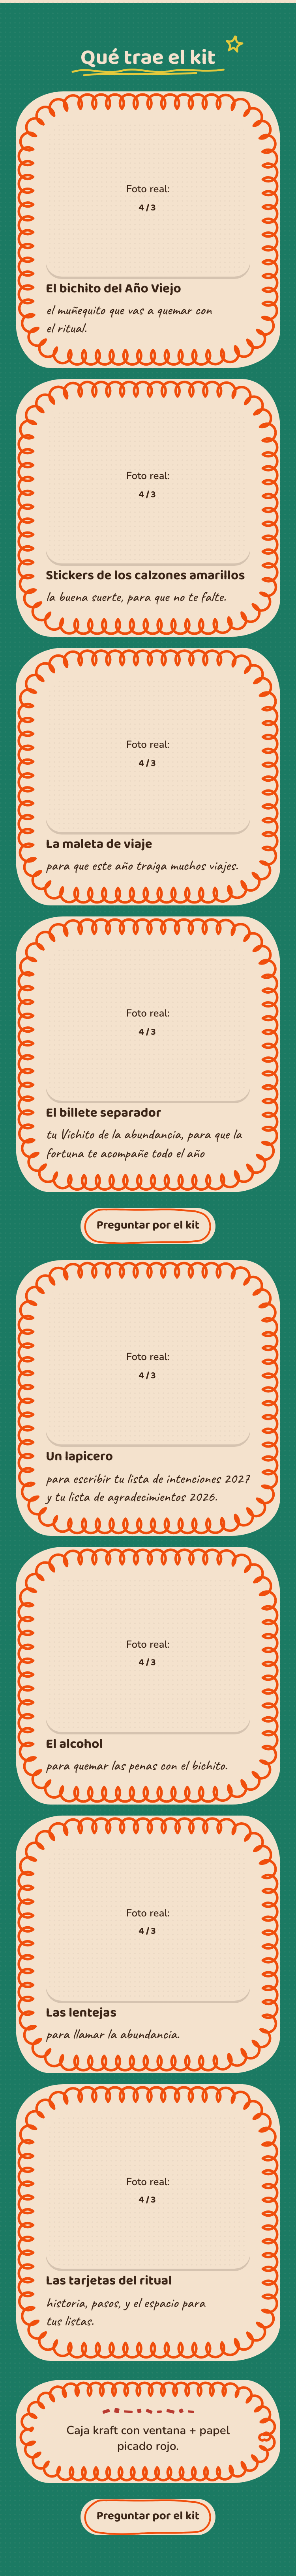 Qué trae el kit
Foto real:
4 / 3
El bichito del Año Viejo
el muñequito que vas a quemar con
el ritual.
Foto real:
4 / 3
Stickers de los calzones amarillos
la buena suerte, para que no te falte.
Foto real:
4 / 3
La maleta de viaje
para que este año traiga muchos viajes.
Foto real:
4 / 3
El billete separador
tu Vichito de la abundancia, para que la
fortuna te acompañe todo el año
Preguntar por el kit
Foto real:
4 / 3
Un lapicero
para escribir tu lista de intenciones 2027
y tu lista de agradecimientos 2026.
Foto real:
4 / 3
El alcohol
para quemar las penas con el bichito.
Foto real:
4 / 3
Las lentejas
para llamar la abundancia.
Foto real:
4 / 3
Las tarjetas del ritual
historia, pasos, y el espacio para
tus listas.
Caja kraft con ventana + papel
picado rojo.
Preguntar por el kit